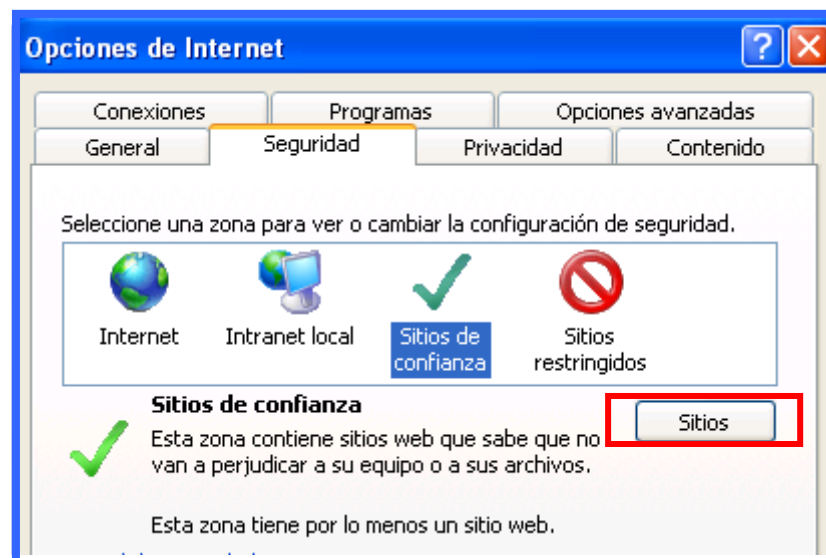 Opciones de Internet
Conexiones Programas Opciones avanzadas
General Seguridad Privacidad Contenido
Seleccione una zona para ver o cambiar la configuración de seguridad.
Internet Intranet local Sitios de confianza Sitios restringidos
Sitios de confianza
Sitios
Esta zona contiene sitios web que sabe que no
van a perjudicar a su equipo o a sus archivos.
Esta zona tiene por lo menos un sitio web.